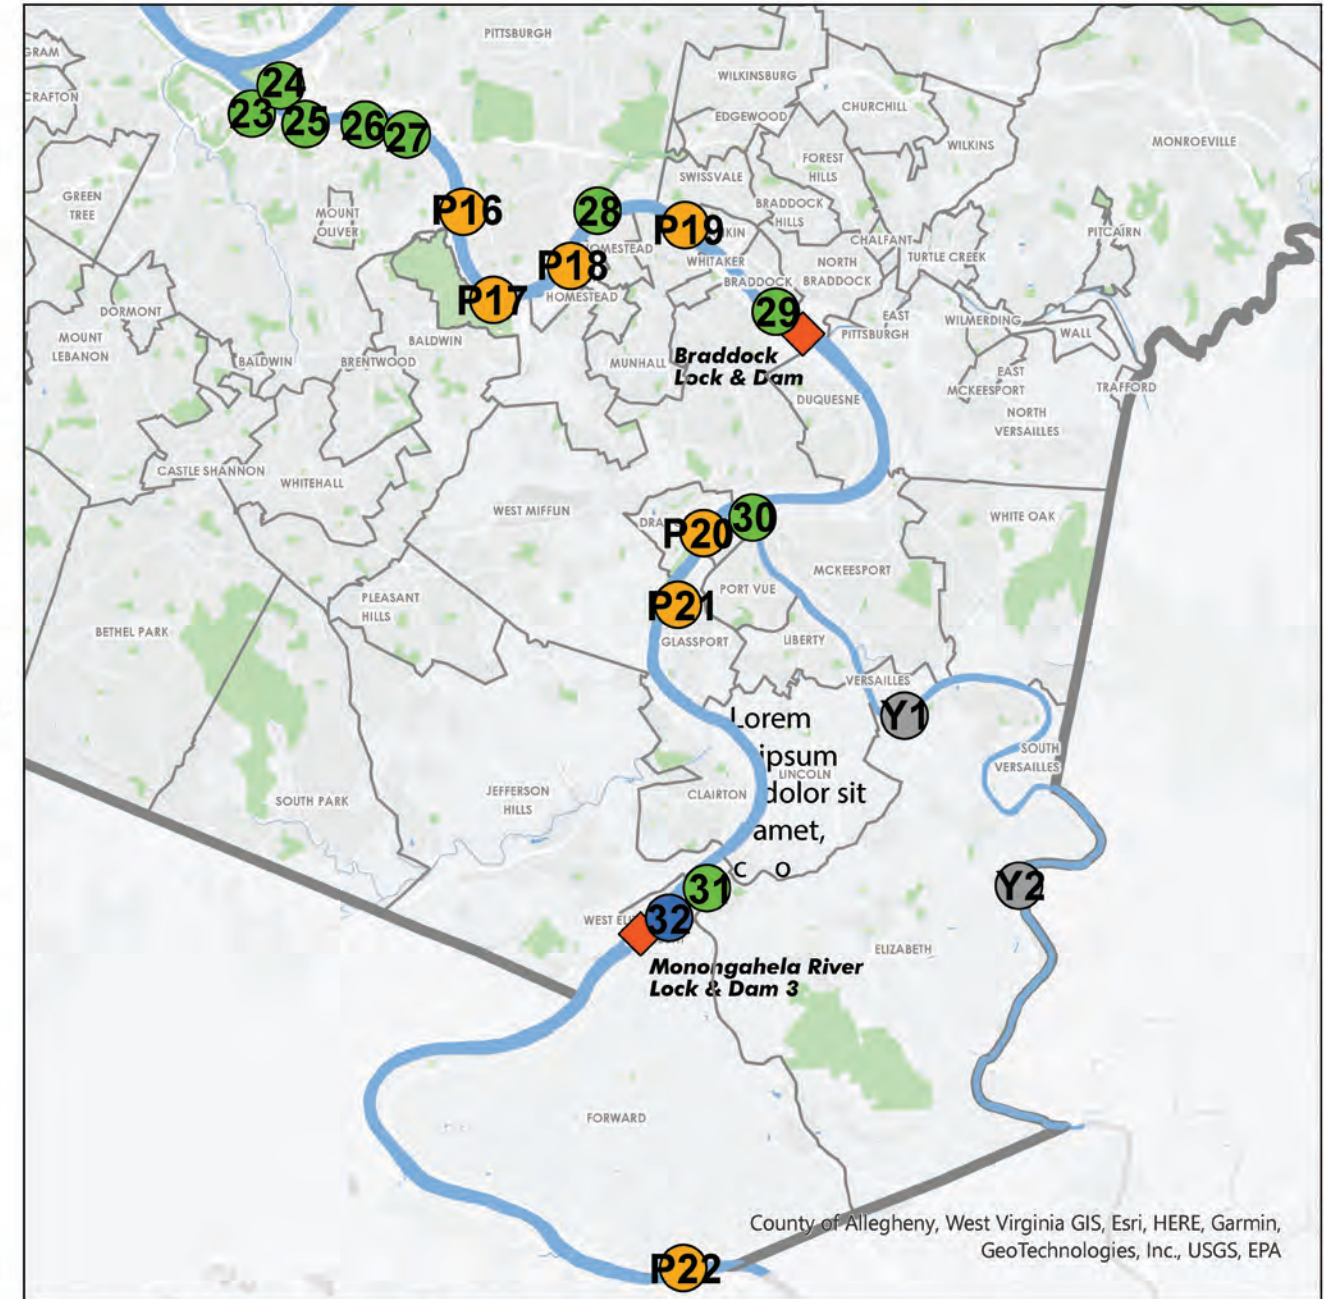 PITTSBURGH
GRAM
CRAFTON
WILKINSBURG
EDGEWOOD
CHURCHILL
WILKINS
MONROEVILLE
24
23
25
26
27
GREEN
TREE
MOUNT
OLIVER
FOREST
HILLS
SWISSVALE
BRADDOCK
HILLS
P16
28
P19
KIN
PITCAIRN
CHALFANT
TURTLE CREEK
HOMESTEAD
WHITAKER
NORTH
BRADDOCK
P18
BRADDOCK
HOMESTEAD
P17
DORMONT
29
EAST
PITTSBURGH
WILMERDING
WALL
MOUNT
LEBANON
BALDWIN
BRENTWOOD
BALDWIN
MUNHALL
Braddock
Lock & Dam
EAST
MCKEESPORT
TRAFFORD
DUQUESNE
NORTH
VERSAILLES
CASTLE SHANNON
WHITEHALL
WEST MIFFLIN
DRA
P20
30
WHITE OAK
MCKEESPORT
PORT VUE
PLEASANT
HILLS
P21
BETHEL PARK
GLASSPORT
LIBERTY
VERSAILLES
Y1
Lorem
ipsum
dolor sit
amet,
c o
LINCOLN
CLAIRTON
SOUTH
VERSAILLES
SOUTH PARK
JEFFERSON
HILLS
31
Y2
WEST
32
ELIZABETH
Monongahela River
Lock & Dam 3
FORWARD
County of Allegheny, West Virginia GIS, Esri, HERE, Garmin,
GeoTechnologies, Inc., USGS, EPA
P22